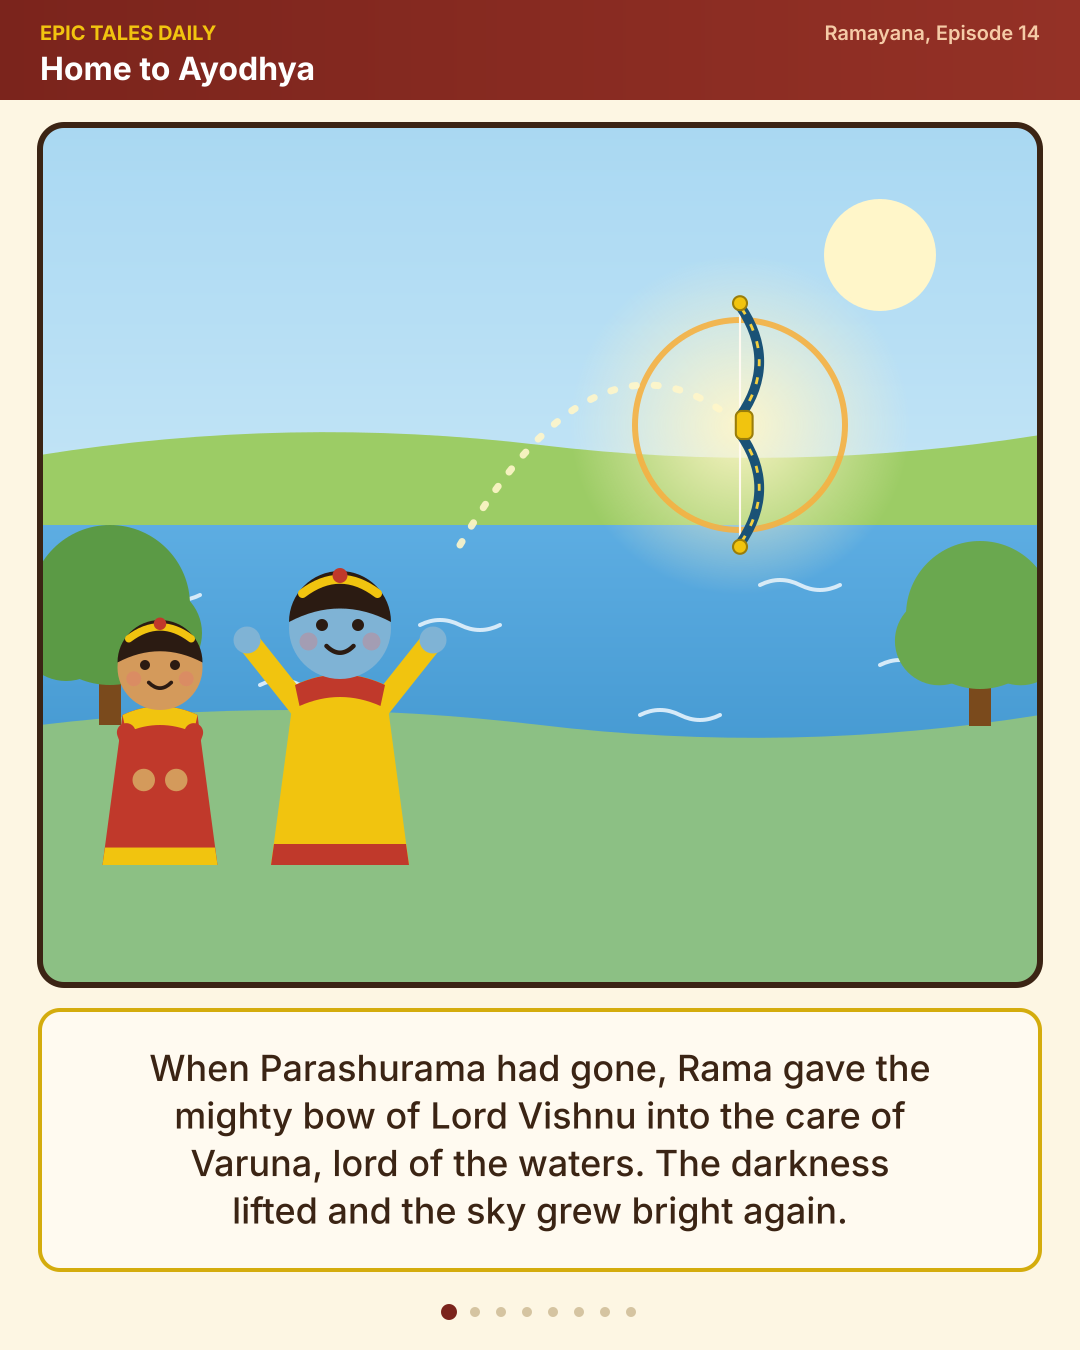 EPIC TALES DAILY
Ramayana, Episode 14
Home to Ayodhya
When Parashurama had gone, Rama gave the
mighty bow of Lord Vishnu into the care of
Varuna, lord of the waters. The darkness
lifted and the sky grew bright again.